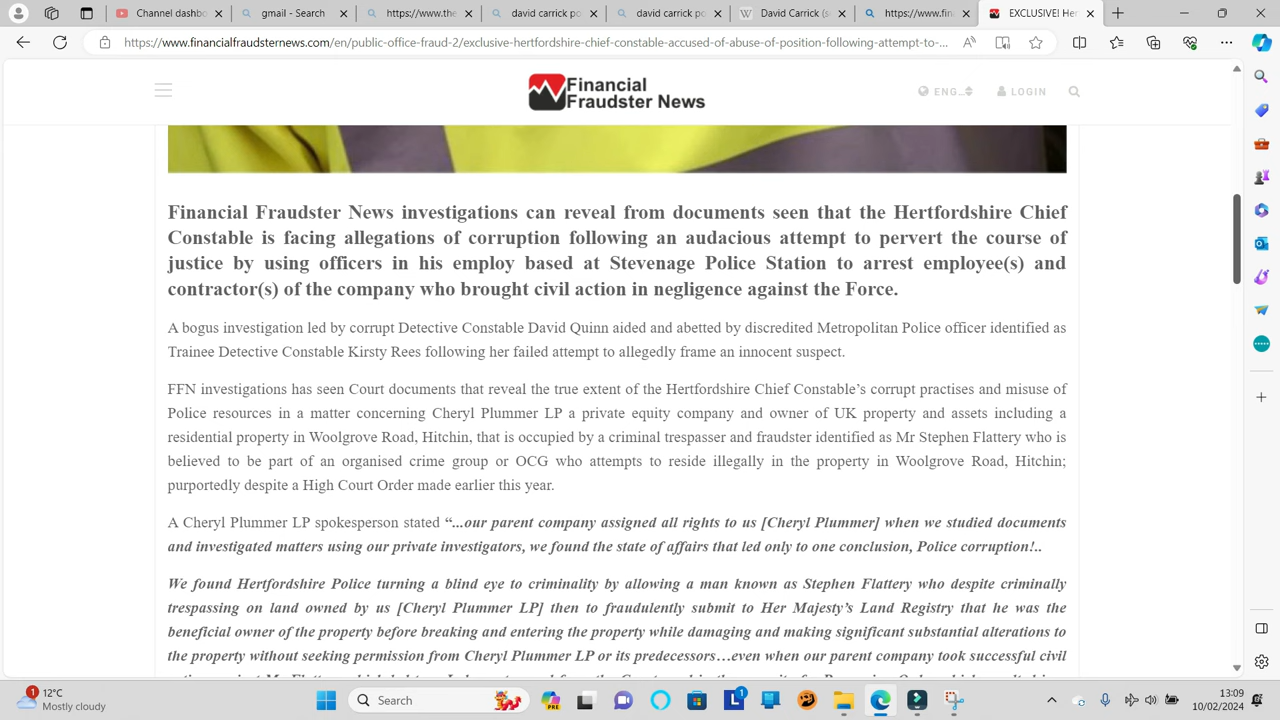 Channel
gmail - S
https://www.the
david carrick po
david carrick po
David Carrick (s
https://www.fina
EXCLUSIVE! Her
https://www.financialfraudsternews.com/en/public-office-fraud-2/exclusive-hertfordshire-chief-constable-accused-of-abuse-of-position-following-attempt-to-...
Financial
Fraudster News
ENG...
LOGIN
Financial Fraudster News investigations can reveal from documents seen that the Hertfordshire Chief
Constable is facing allegations of corruption following an audacious attempt to pervert the course of
justice by using officers in his employ based at Stevenage Police Station to arrest employee(s) and
contractor(s) of the company who brought civil action in negligence against the Force.
A bogus investigation led by corrupt Detective Constable David Quinn aided and abetted by discredited Metropolitan Police officer identified as
Trainee Detective Constable Kirsty Rees following her failed attempt to allegedly frame an innocent suspect.
FFN investigations has seen Court documents that reveal the true extent of the Hertfordshire Chief Constable's corrupt practises and misuse of
Police resources in a matter concerning Cheryl Plummer LP a private equity company and owner of UK property and assets including a
residential property in Woolgrove Road, Hitchin, that is occupied by a criminal trespasser and fraudster identified as Mr Stephen Flattery who is
believed to be part of an organised crime group or OCG who attempts to reside illegally in the property in Woolgrove Road, Hitchin;
purportedly despite a High Court Order made earlier this year.
A Cheryl Plummer LP spokesperson stated “...our parent company assigned all rights to us [Cheryl Plummer] when we studied documents
and investigated matters using our private investigators, we found the state of affairs that led only to one conclusion, Police corruption!..
We found Hertfordshire Police turning a blind eye to criminality by allowing a man known as Stephen Flattery who despite criminally
trespassing on land owned by us [Cheryl Plummer LP] then to fraudulently submit to Her Majesty's Land Registry that he was the
beneficial owner of the property before breaking and entering the property while damaging and making significant substantial alterations to
the property without seeking permission from Cheryl Plummer LP or its predecessors…even when our parent company took successful civil
1
12°C
Mostly cloudy
Search
1
13:09
10/02/2024